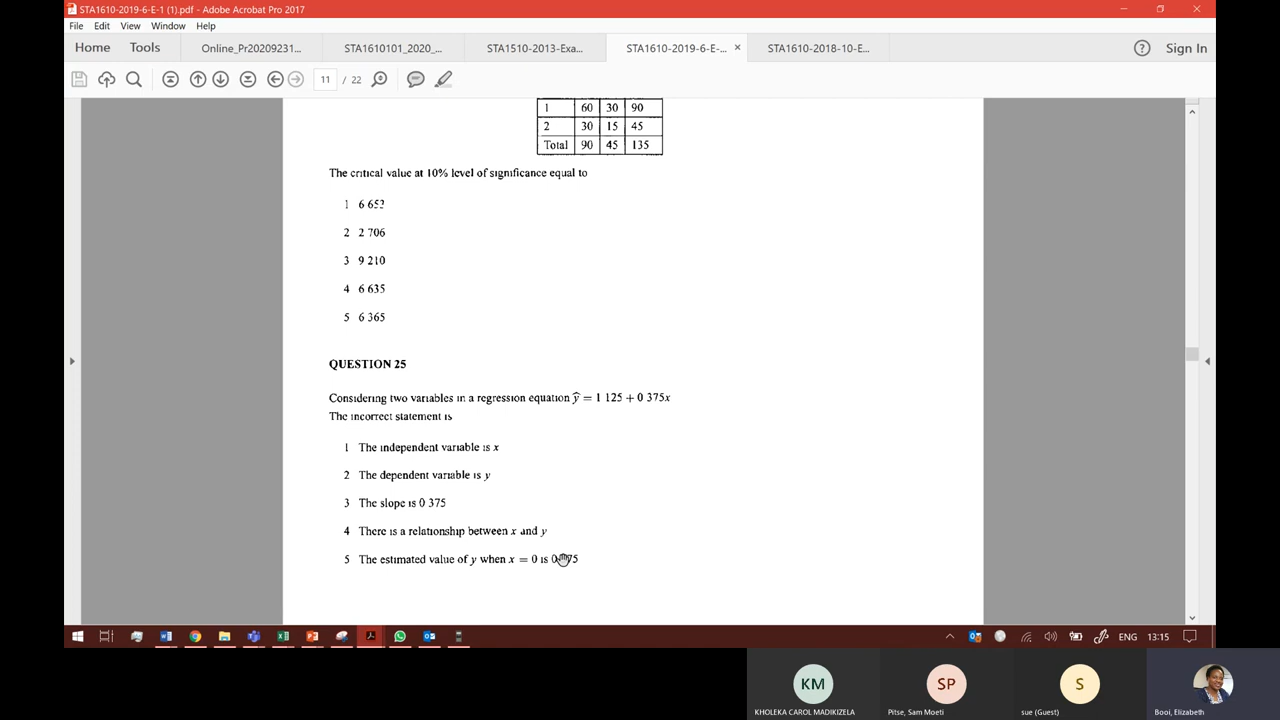 STA1610-2019-6-E-1 (1).pdf - Adobe Acrobat Pro 2017
File Edit View Window Help
Home Tools Online_Pr20209231... STA1610101_2020_... STA1510-2013-Exa... STA1610-2019-6-E-... × STA1610-2018-10-E... Sign In
11 / 22
1 60 30 90
2 30 15 45
Total 90 45 135
The critical value at 10% level of significance equal to
1 6 653
2 2 706
3 9 210
4 6 635
5 6 365
QUESTION 25
Considering two variables in a regression equation ŷ = 1 125 + 0 375x
The incorrect statement is
1 The independent variable is x
2 The dependent variable is y
3 The slope is 0 375
4 There is a relationship between x and y
5 The estimated value of y when x = 0 is
ENG 13:15
KM SP S
KHOLEKA CAROL MADIKIZELA Pitse, Sam Moeti sue (Guest) Booi, Elizabeth